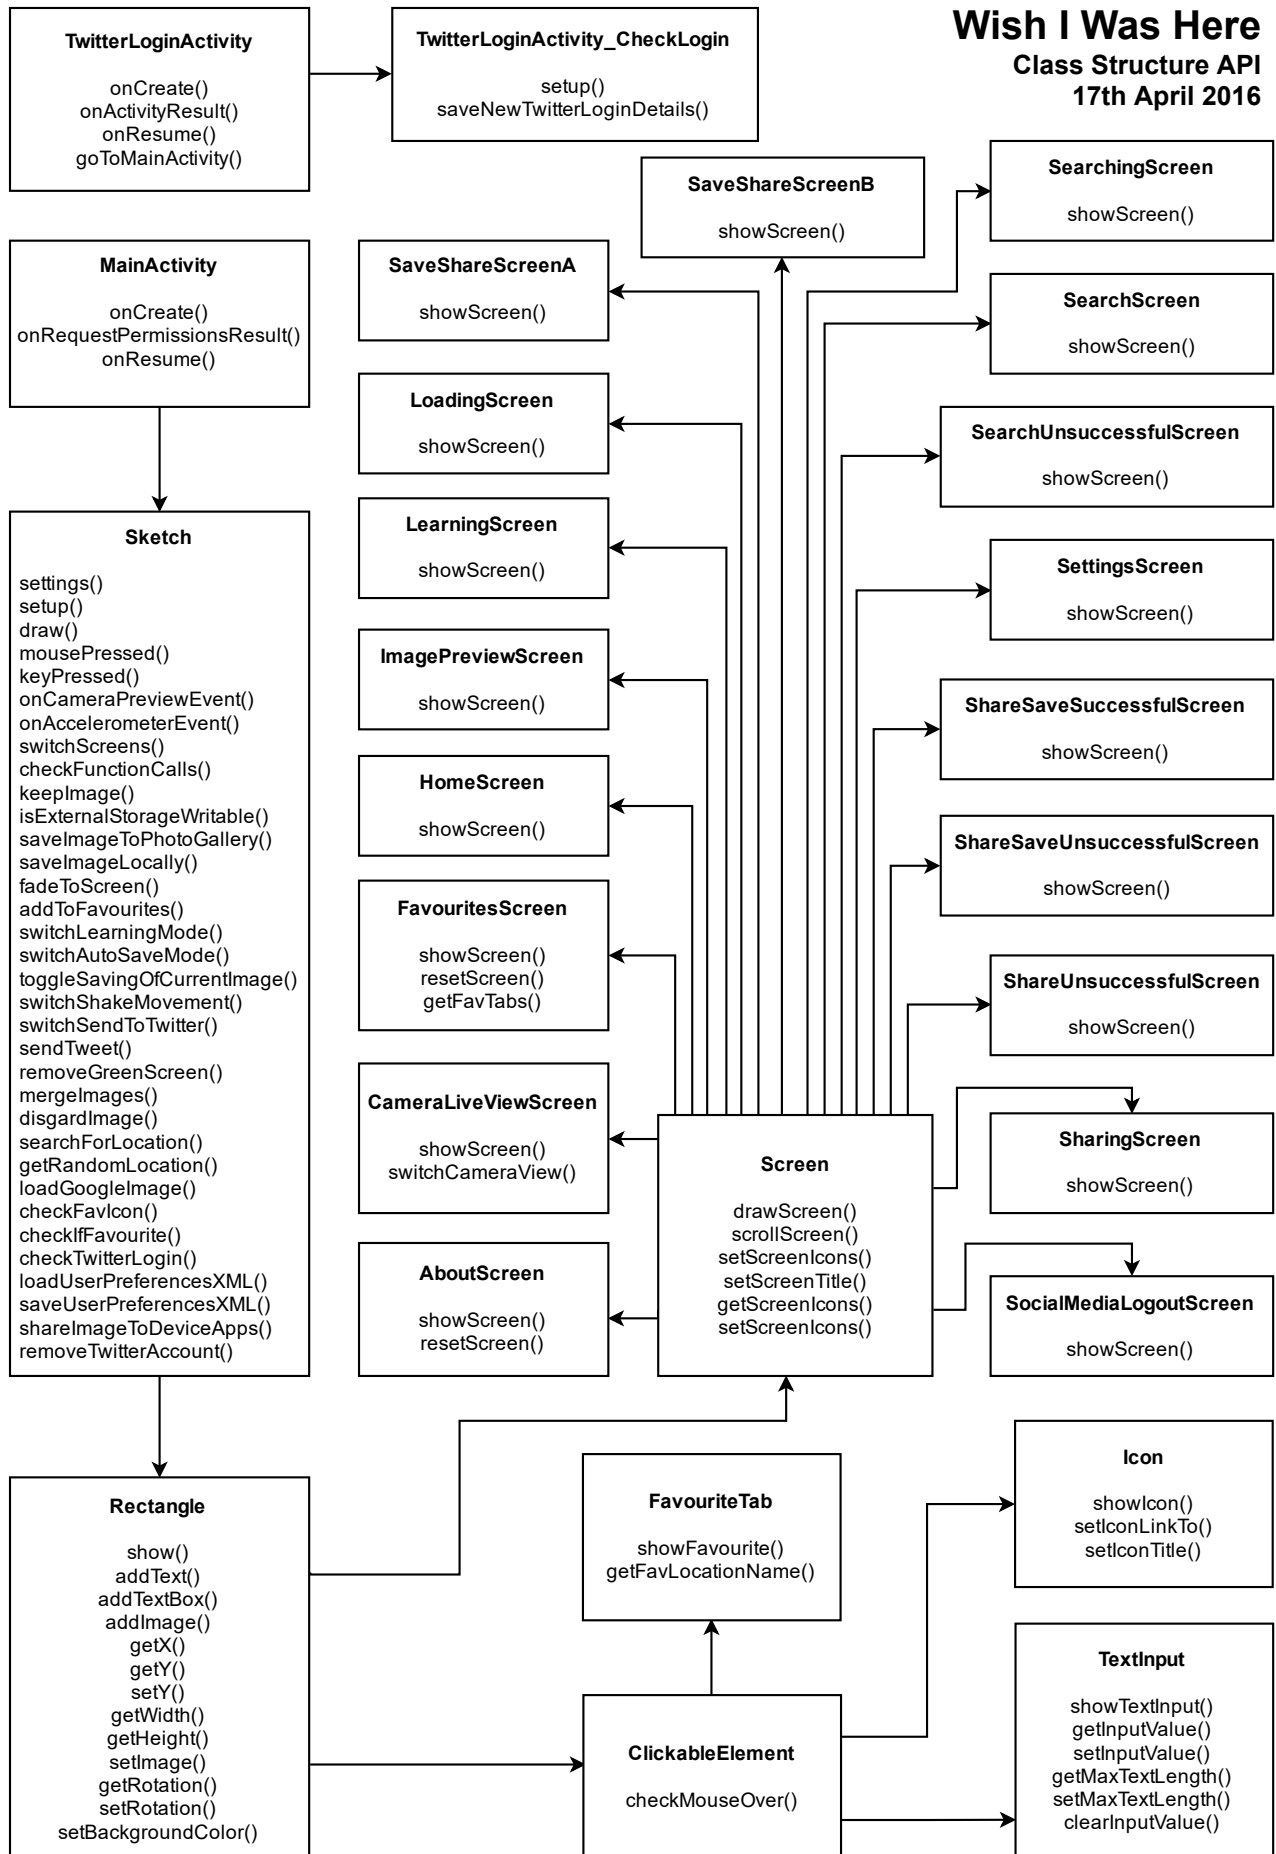 Wish I Was Here
Class Structure API
17th April 2016
TwitterLoginActivity
onCreate()
onActivityResult()
onResume()
goToMainActivity()
TwitterLoginActivity_CheckLogin
setup()
saveNewTwitterLoginDetails()
MainActivity
onCreate()
onRequestPermissionsResult()
onResume()
Sketch
settings()
setup()
draw()
mousePressed()
keyPressed()
onCameraPreviewEvent()
onAccelerometerEvent()
switchScreens()
checkFunctionCalls()
keepImage()
isExternalStorageWritable()
saveImageToPhotoGallery()
saveImageLocally()
fadeToScreen()
addToFavourites()
switchLearningMode()
switchAutoSaveMode()
toggleSavingOfCurrentImage()
switchShakeMovement()
switchSendToTwitter()
sendTweet()
removeGreenScreen()
mergeImages()
disgardImage()
searchForLocation()
getRandomLocation()
loadGoogleImage()
checkFavIcon()
checkIfFavourite()
checkTwitterLogin()
loadUserPreferencesXML()
saveUserPreferencesXML()
shareImageToDeviceApps()
removeTwitterAccount()
Rectangle
show()
addText()
addTextBox()
addImage()
getX()
getY()
setY()
getWidth()
getHeight()
setImage()
getRotation()
setRotation()
setBackgroundColor()
SaveShareScreenB
showScreen()
SaveShareScreenA
showScreen()
LoadingScreen
showScreen()
LearningScreen
showScreen()
ImagePreviewScreen
showScreen()
HomeScreen
showScreen()
FavouritesScreen
showScreen()
resetScreen()
getFavTabs()
CameraLiveViewScreen
showScreen()
switchCameraView()
AboutScreen
showScreen()
resetScreen()
Screen
drawScreen()
scrollScreen()
setScreenIcons()
setScreenTitle()
getScreenIcons()
setScreenIcons()
SearchingScreen
showScreen()
SearchScreen
showScreen()
SearchUnsuccessfulScreen
showScreen()
SettingsScreen
showScreen()
ShareSaveSuccessfulScreen
showScreen()
ShareSaveUnsuccessfulScreen
showScreen()
ShareUnsuccessfulScreen
showScreen()
SharingScreen
showScreen()
SocialMediaLogoutScreen
showScreen()
FavouriteTab
showFavourite()
getFavLocationName()
ClickableElement
checkMouseOver()
Icon
showIcon()
setIconLinkTo()
setIconTitle()
TextInput
showTextInput()
getInputValue()
setInputValue()
getMaxTextLength()
setMaxTextLength()
clearInputValue()